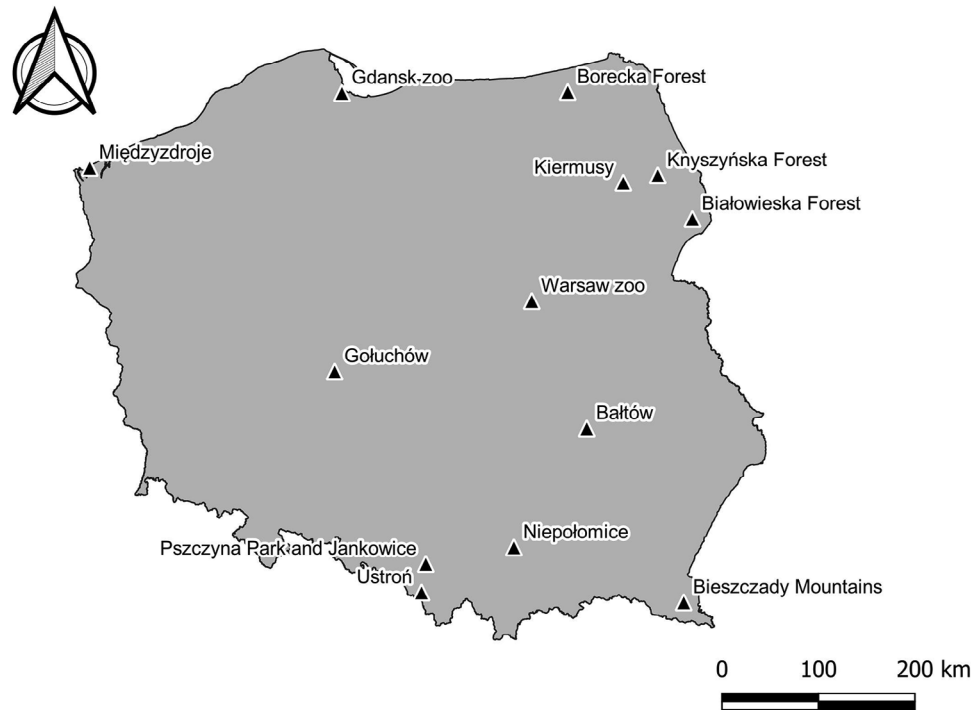 Gdansk zoo
Borecka Forest
Międzyzdroje
Knyszyńska Forest
Kiermusy
Białowieska Forest
Warsaw zoo
Gołuchów
Bałtów
Niepołomice
Pszczyna Park and Jankowice
Ustroń
Bieszczady Mountains
0 100 200 km